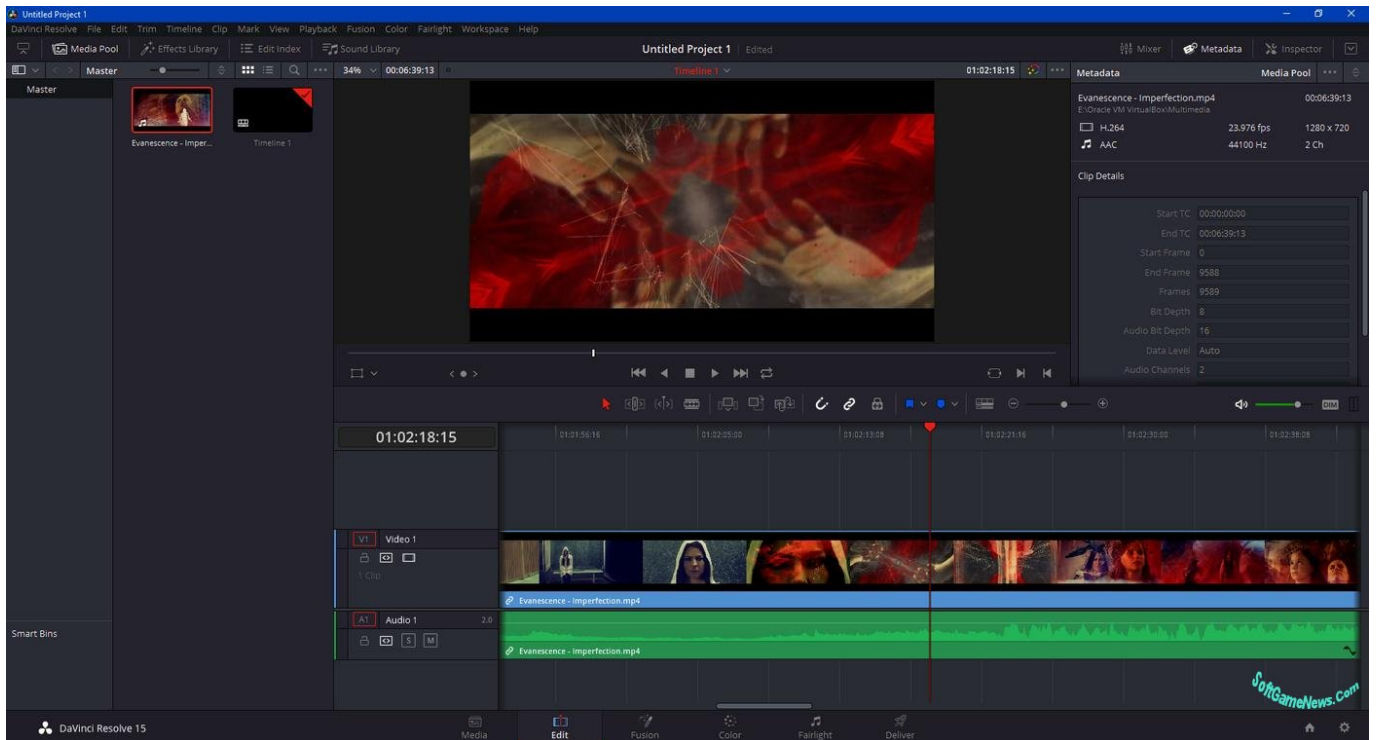 Untitled Project 1
DaVinci Resolve File Edit Trim Timeline Clip Mark View Playback Fusion Color Fairlight Workspace Help
Media Pool Effects Library Edit Index Sound Library Untitled Project 1 Edited Mixer Metadata Inspector
Master 34% 00:06:39:13 Timeline 1 01:02:18:15 Metadata Media Pool
Master
Evanescence - Imper... Timeline 1
Evanescence - Imperfection.mp4 00:06:39:13
E:\Oracle VM VirtualBox\Multimedia
H.264 23.976 fps 1280 x 720
AAC 44100 Hz 2 Ch
Clip Details
Start TC 00:00:00:00
End TC 00:06:39:13
Start Frame 0
End Frame 9588
Frames 9589
Bit Depth 8
Audio Bit Depth 16
Data Level Auto
Audio Channels 2
DIM
01:02:18:15 01:01:56:16 01:02:05:00 01:02:13:08 01:02:21:16 01:02:30:00 01:02:38:08
V1 Video 1
1 Clip
Evanescence - Imperfection.mp4
A1 Audio 1 2.0
S M
Evanescence - Imperfection.mp4
Smart Bins
SoftGameNews.Com
DaVinci Resolve 15
Media Edit Fusion Color Fairlight Deliver